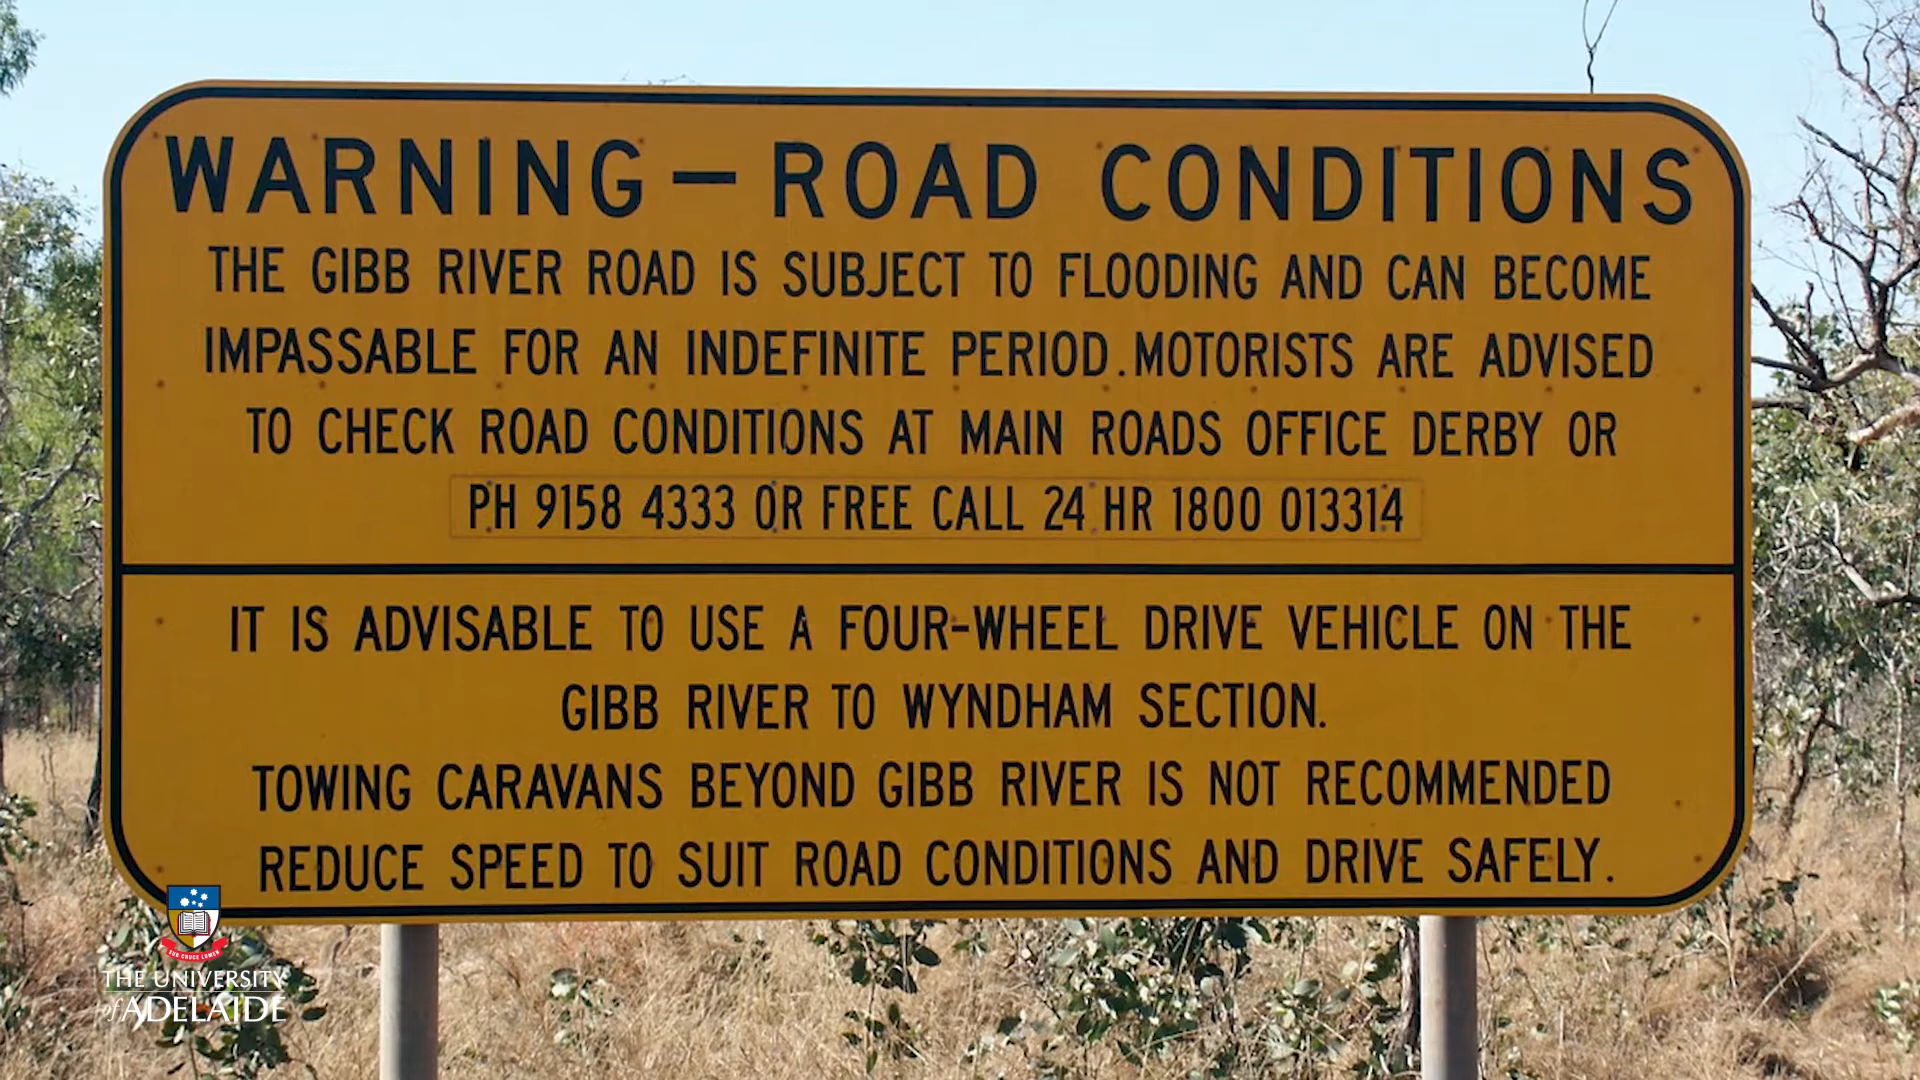 WARNING – ROAD CONDITIONS
THE GIBB RIVER ROAD IS SUBJECT TO FLOODING AND CAN BECOME
IMPASSABLE FOR AN INDEFINITE PERIOD. MOTORISTS ARE ADVISED
TO CHECK ROAD CONDITIONS AT MAIN ROADS OFFICE DERBY OR
PH 9158 4333 OR FREE CALL 24 HR 1800 013314
IT IS ADVISABLE TO USE A FOUR-WHEEL DRIVE VEHICLE ON THE
GIBB RIVER TO WYNDHAM SECTION.
TOWING CARAVANS BEYOND GIBB RIVER IS NOT RECOMMENDED
REDUCE SPEED TO SUIT ROAD CONDITIONS AND DRIVE SAFELY.
SUB CRUCE LUMEN
THE UNIVERSITY
of ADELAIDE